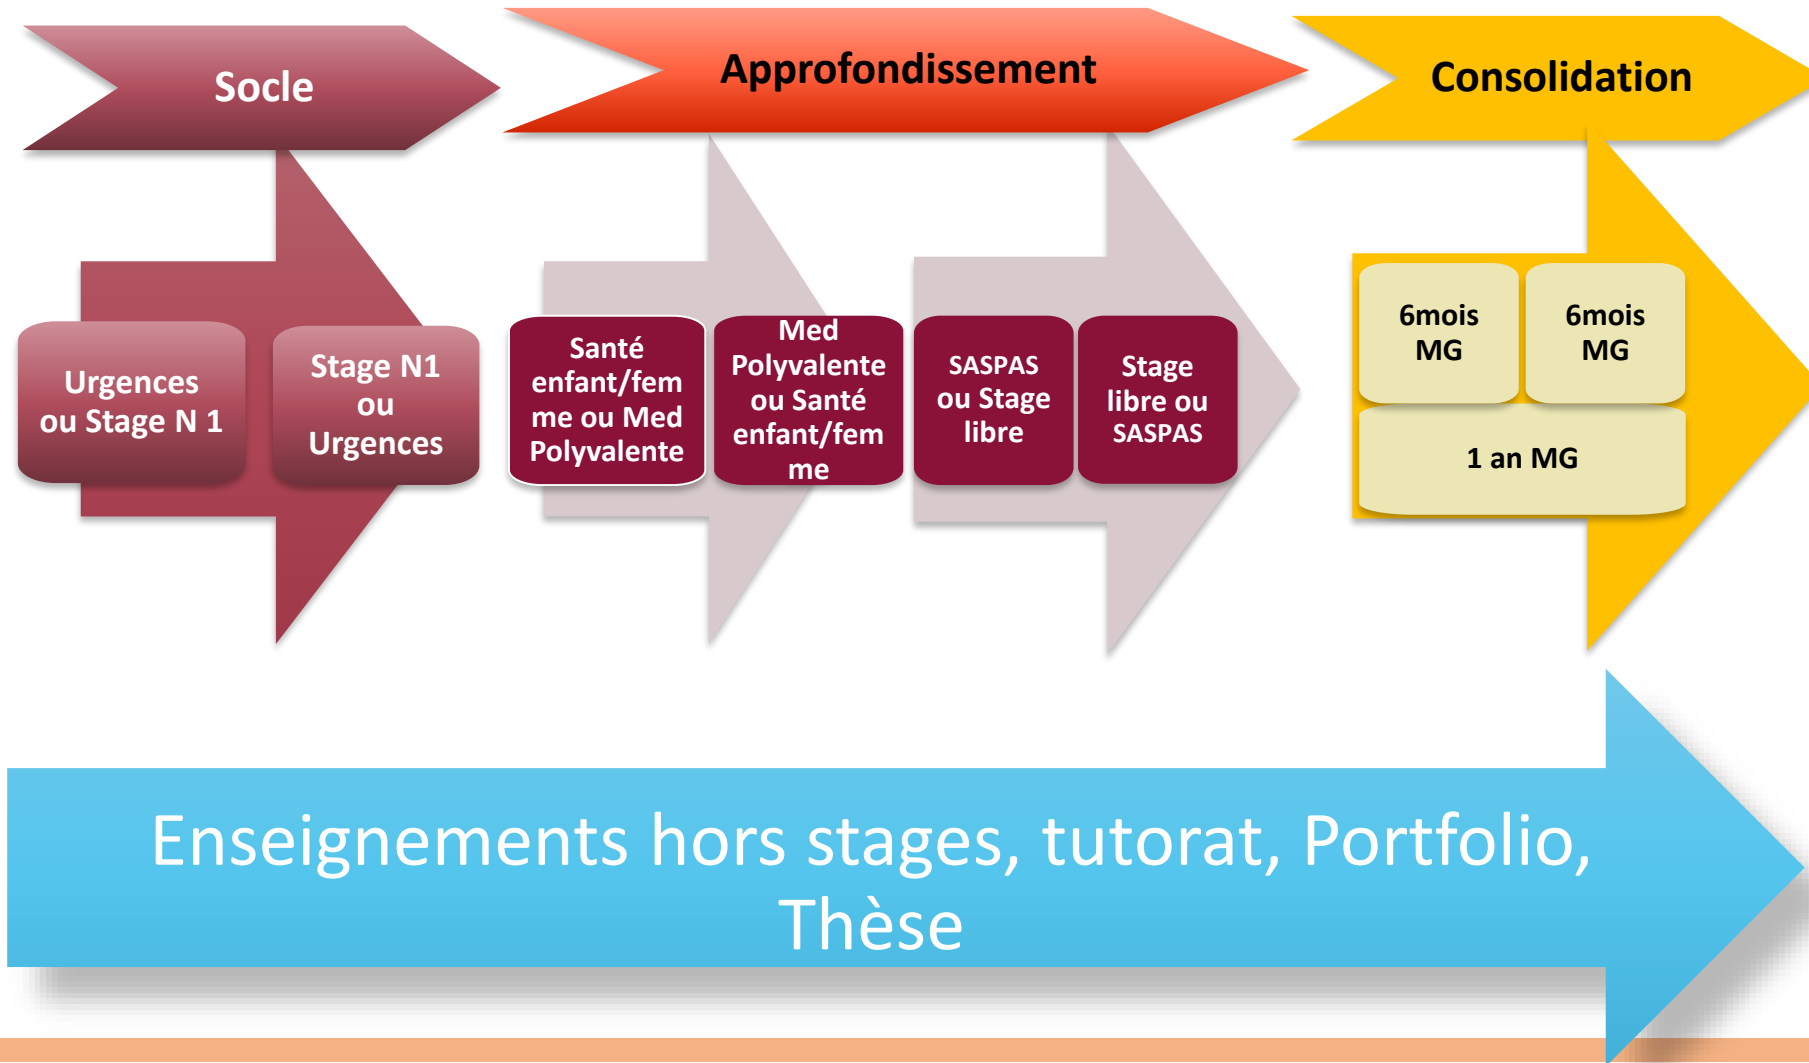 Socle
Approfondissement
Consolidation
Urgences
ou Stage N 1
Stage N1
ou
Urgences
Santé
enfant/fem
me ou Med
Polyvalente
Med
Polyvalente
ou Santé
enfant/fem
me
SASPAS
ou Stage
libre
Stage
libre ou
SASPAS
6mois
MG
6mois
MG
1 an MG
Enseignements hors stages, tutorat, Portfolio,
Thèse